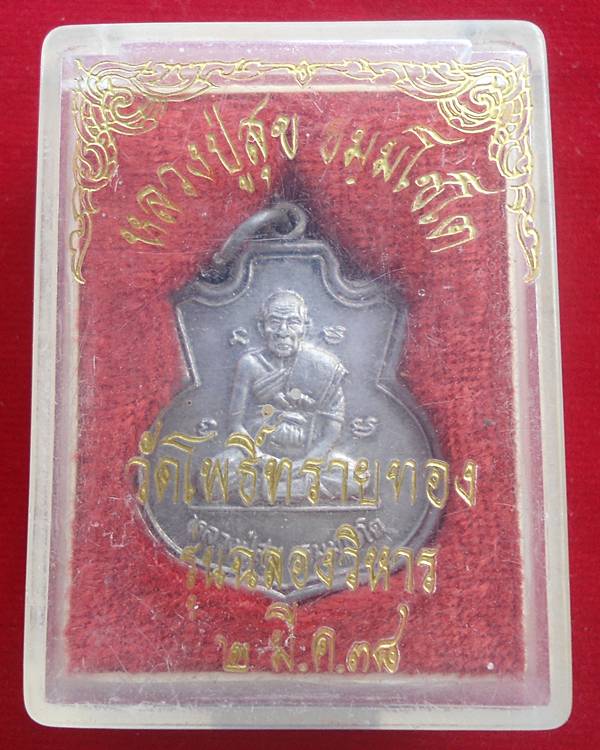 หลวงปู่สุข ธมฺมโชโต
วัดโพธิ์ทรายทอง
รุ่นฉลองวิหาร
๒ มี.ค.๓๘